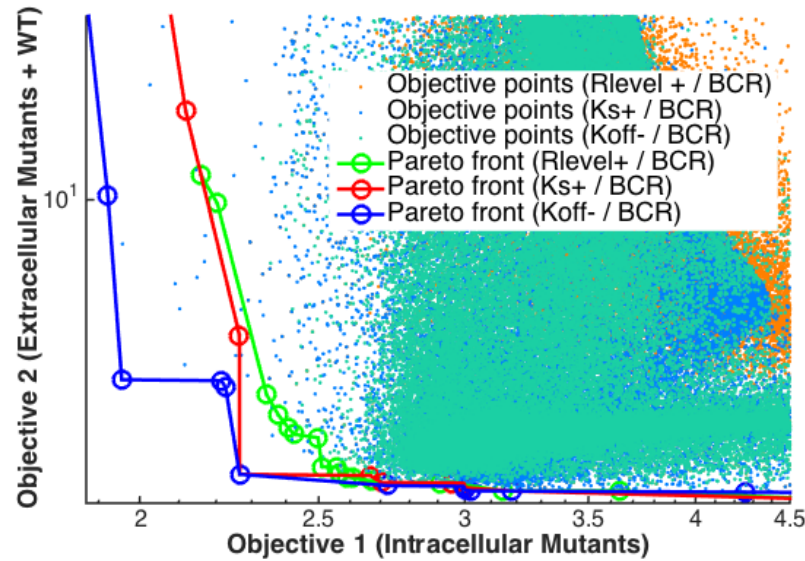 Objective 2 (Extracellular Mutants + WT)
10^1
Objective points (Rlevel + / BCR)
Objective points (Ks+ / BCR)
Objective points (Koff- / BCR)
Pareto front (Rlevel+ / BCR)
Pareto front (Ks+ / BCR)
Pareto front (Koff- / BCR)
2 2.5 3 3.5 4 4.5
Objective 1 (Intracellular Mutants)